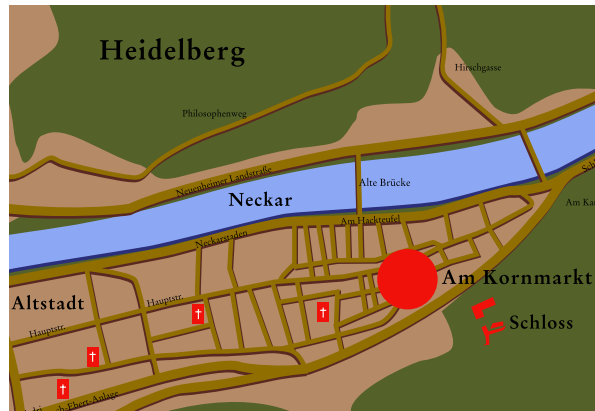 Heidelberg
Hirschgasse
Philosophenweg
Neuenheimer Landstraße
Alte Brücke
Neckar
Am Hackteufel
Neckarstaden
Am Kornmarkt
Altstadt
Hauptstr.
Hauptstr.
Schloss